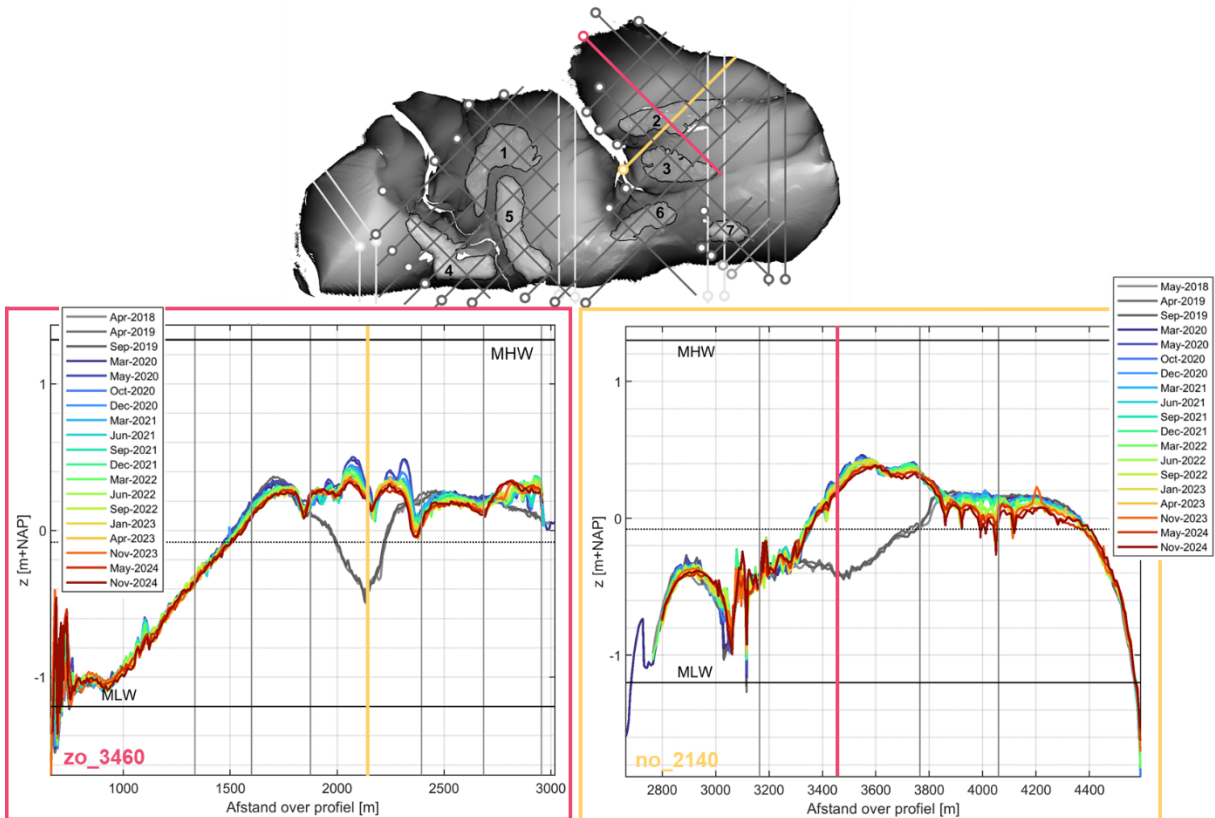 1
2
3
5
6
7
4
Apr-2018
Apr-2019
Sep-2019
Mar-2020
May-2020
Oct-2020
Dec-2020
Mar-2021
Jun-2021
Sep-2021
Dec-2021
Mar-2022
Jun-2022
Sep-2022
Jan-2023
Apr-2023
Nov-2023
May-2024
Nov-2024
MHW
1
0
-1
z [m+NAP]
MLW
zo_3460
1000
1500
2000
2500
3000
Afstand over profiel [m]
May-2018
Apr-2019
Sep-2019
Mar-2020
May-2020
Oct-2020
Dec-2020
Mar-2021
Jun-2021
Sep-2021
Dec-2021
Mar-2022
Jun-2022
Sep-2022
Jan-2023
Apr-2023
Nov-2023
May-2024
Nov-2024
MHW
1
0
-1
z [m+NAP]
MLW
no_2140
2800
3000
3200
3400
3600
3800
4000
4200
4400
Afstand over profiel [m]